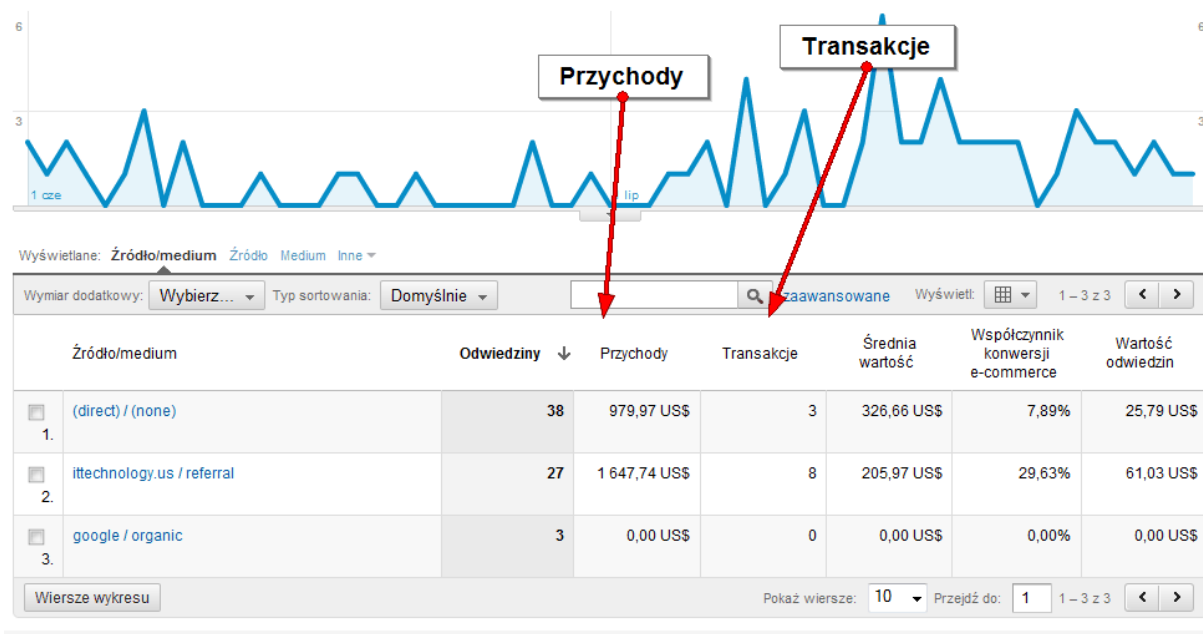 6
6
Transakcje
Przychody
3
3
1 cze
lip
Wyświetlane: Źródło/medium Źródło Medium Inne
Wymiar dodatkowy: Wybierz... Typ sortowania: Domyślnie zaawansowane Wyświetl: 1 – 3 z 3
Źródło/medium Odwiedziny Przychody Transakcje Średnia wartość Współczynnik konwersji e-commerce Wartość odwiedzin
1. (direct) / (none) 38 979,97 US$ 3 326,66 US$ 7,89% 25,79 US$
2. ittechnology.us / referral 27 1 647,74 US$ 8 205,97 US$ 29,63% 61,03 US$
3. google / organic 3 0,00 US$ 0 0,00 US$ 0,00% 0,00 US$
Wiersze wykresu Pokaż wiersze: 10 Przejdź do: 1 1 – 3 z 3